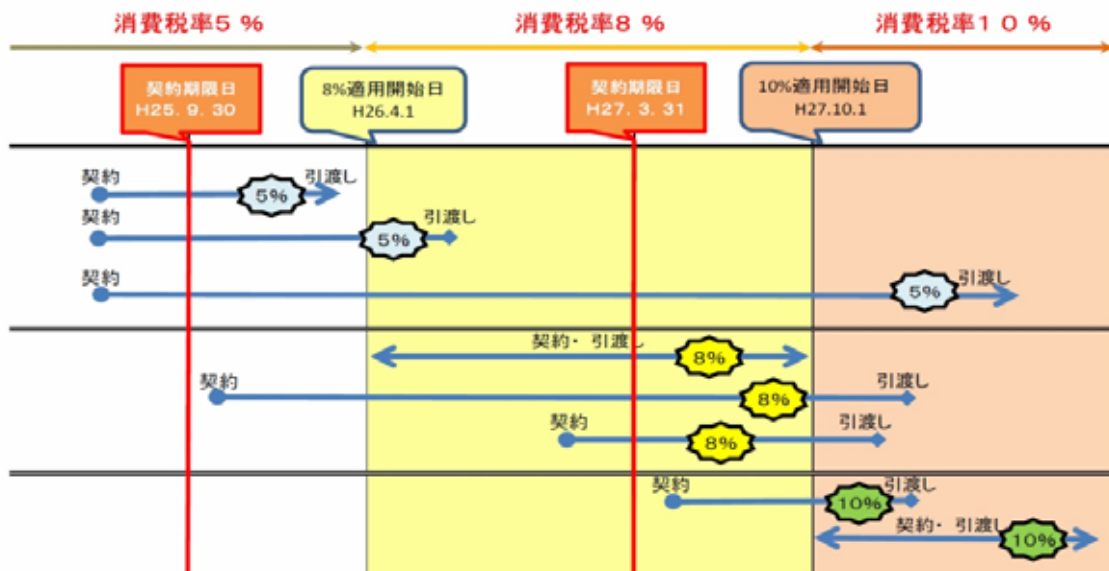 消費税率5%
消費税率8%
消費税率10%
契約期限日
H25.9.30
8%適用開始日
H26.4.1
契約期限日
H27.3.31
10%適用開始日
H27.10.1
契約
5%
引渡し
契約
5%
引渡し
契約
5%
引渡し
契約・引渡し
8%
契約
8%
引渡し
契約
8%
引渡し
契約
10%
引渡し
契約・引渡し
10%